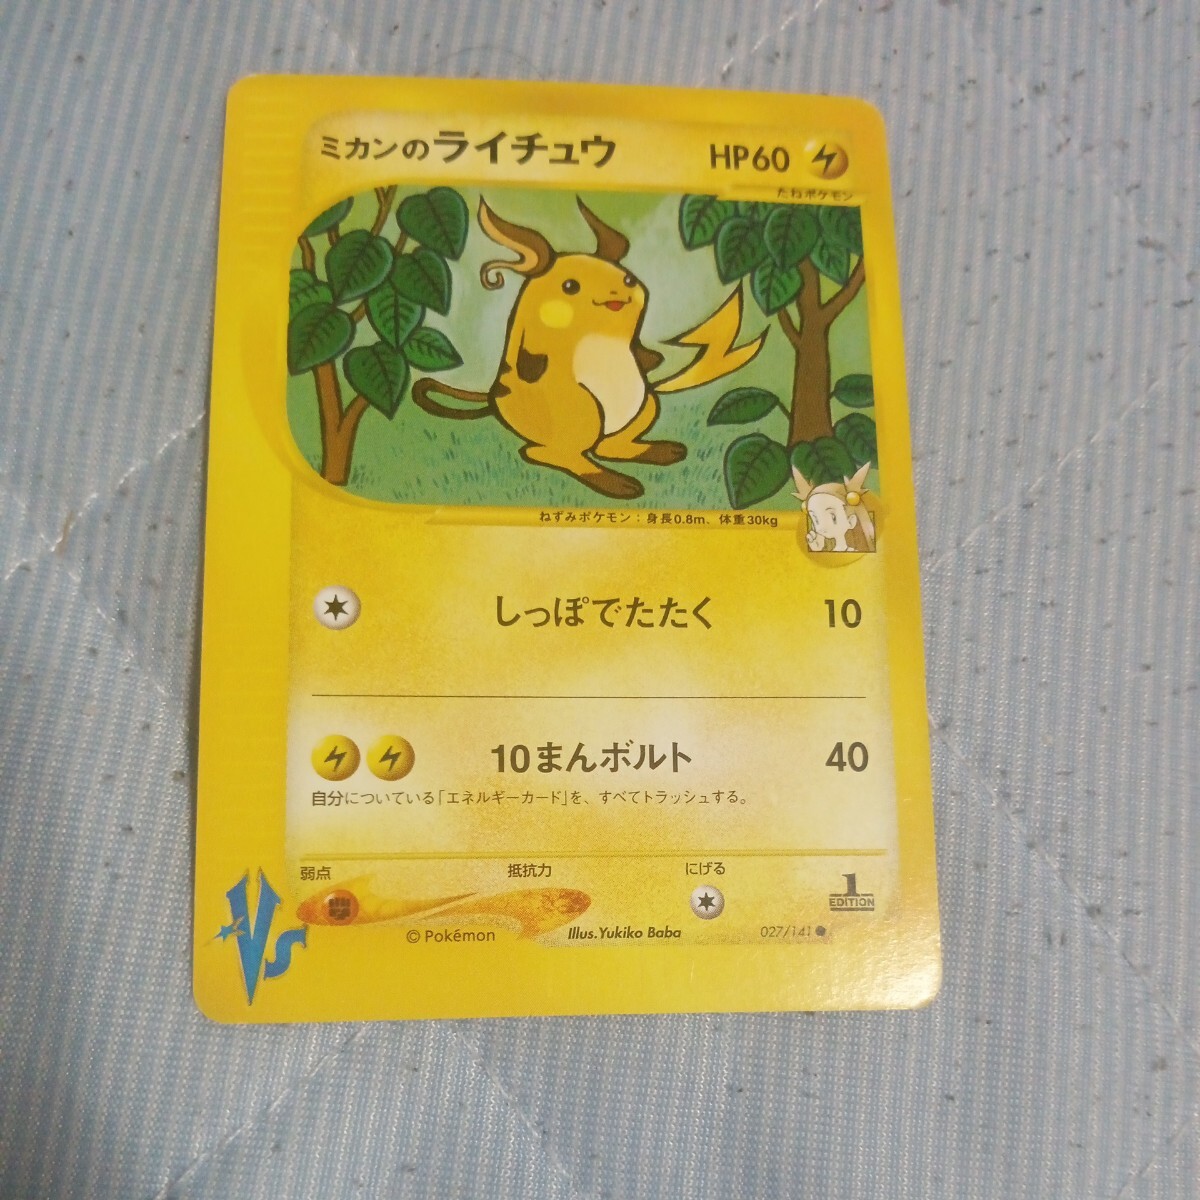 ミカンのライチュウ HP60
たねポケモン
ねずみポケモン：身長0.8m、体重30kg
しっぽでたたく 10
10まんボルト 40
自分についている「エネルギーカード」を、すべてトラッシュする。
弱点 抵抗力 にげる
1
EDITION
VS
© Pokémon Illus.Yukiko Baba 027/141